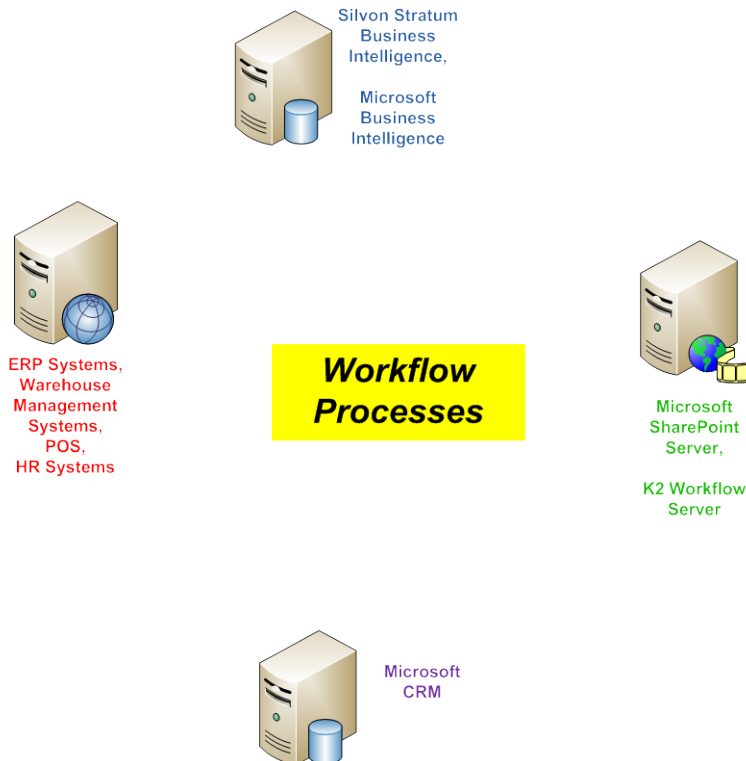 Silvon Stratum
Business
Intelligence,
Microsoft
Business
Intelligence
ERP Systems,
Warehouse
Management
Systems,
POS,
HR Systems
Workflow
Processes
Microsoft
SharePoint
Server,
K2 Workflow
Server
Microsoft
CRM